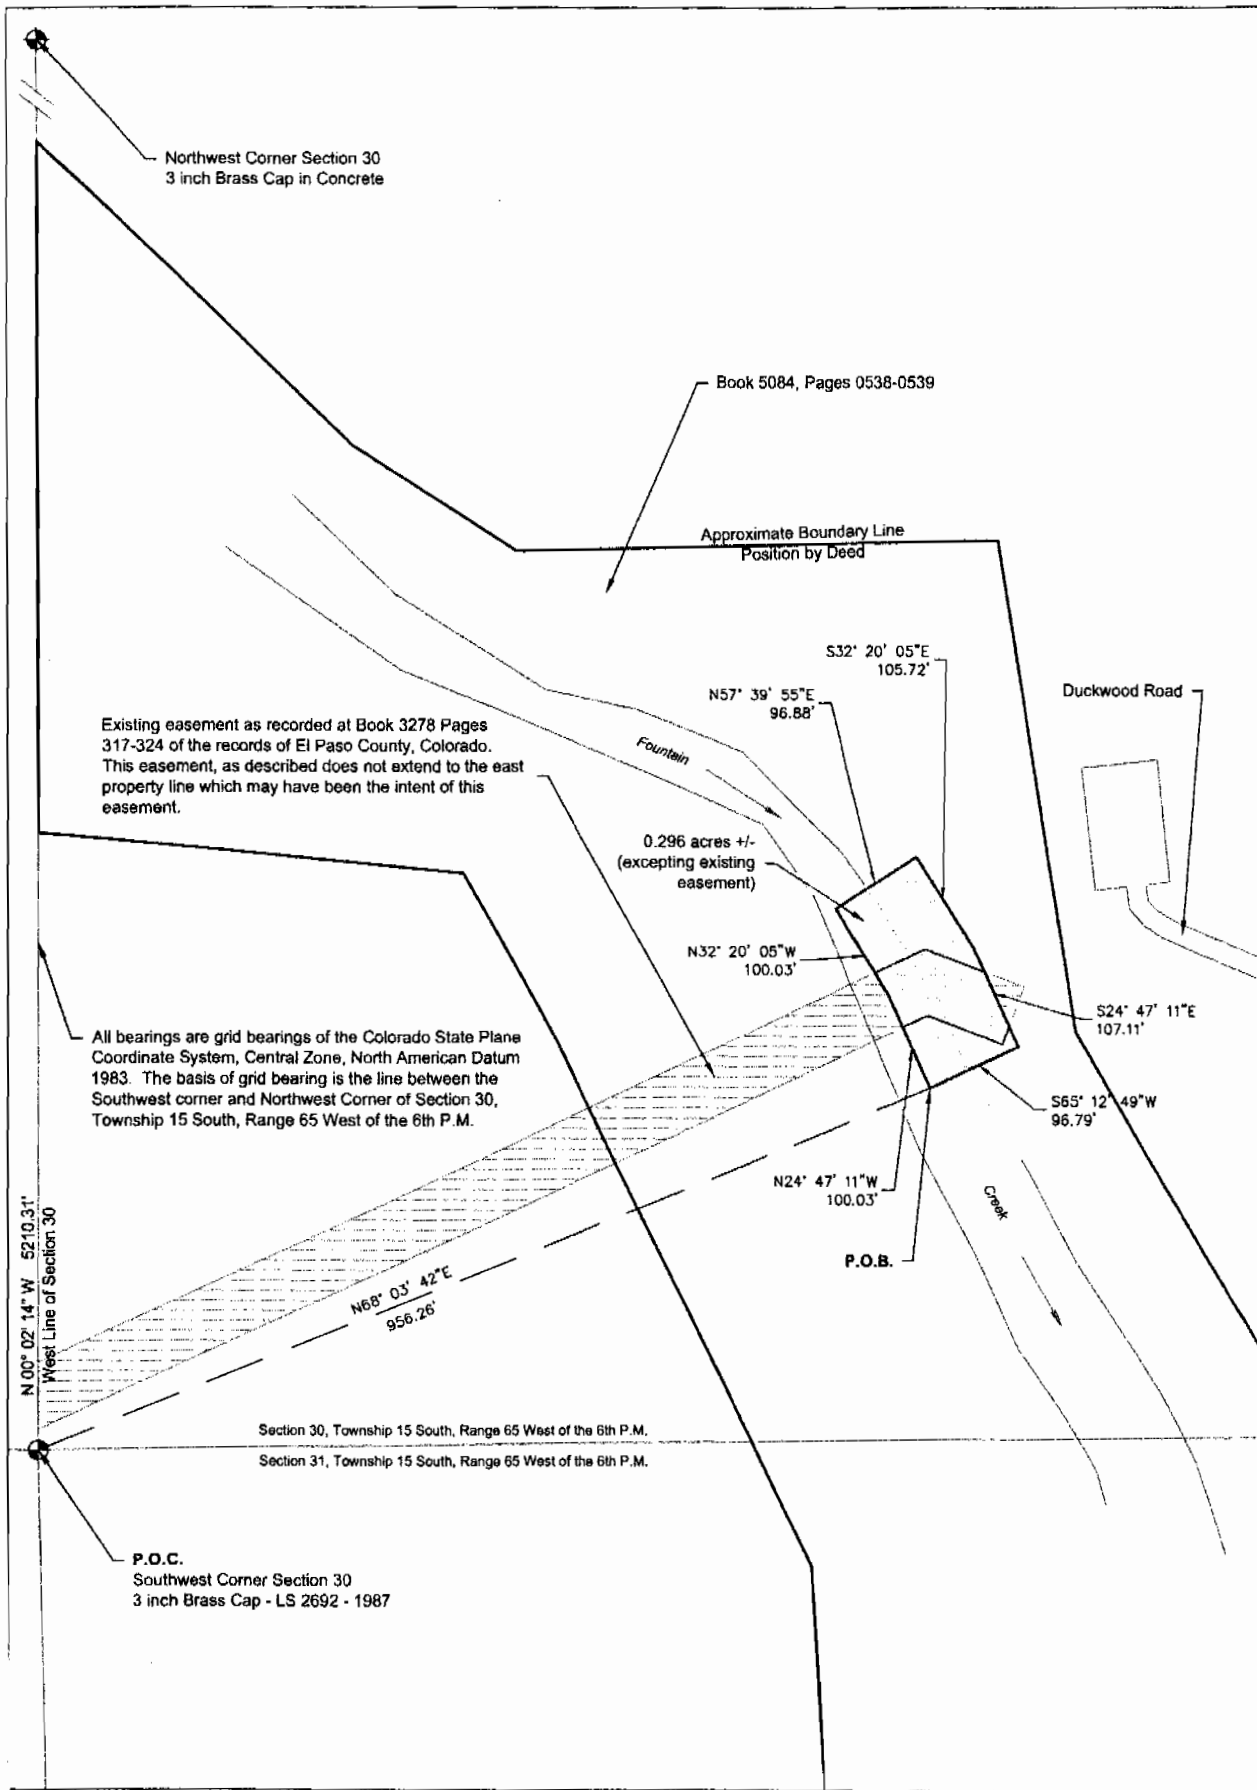 Northwest Corner Section 30
3 inch Brass Cap in Concrete
Book 5084, Pages 0538-0539
Approximate Boundary Line
Position by Deed
S32° 20' 05"E
105.72'
N57° 39' 55"E
96.88'
Duckwood Road
Existing easement as recorded at Book 3278 Pages
317-324 of the records of El Paso County, Colorado.
This easement, as described does not extend to the east
property line which may have been the intent of this
easement.
Fountain
0.296 acres +/-
(excepting existing
easement)
N32° 20' 05"W
100.03'
S24° 47' 11"E
107.11'
All bearings are grid bearings of the Colorado State Plane
Coordinate System, Central Zone, North American Datum
1983. The basis of grid bearing is the line between the
Southwest corner and Northwest Corner of Section 30,
Township 15 South, Range 65 West of the 6th P.M.
S65° 12' 49"W
96.79'
N24° 47' 11"W
100.03'
Creek
P.O.B.
N 00° 02' 14" W 5210.31'
West Line of Section 30
N68° 03' 42"E
956.26'
Section 30, Township 15 South, Range 65 West of the 6th P.M.
Section 31, Township 15 South, Range 65 West of the 6th P.M.
P.O.C.
Southwest Corner Section 30
3 inch Brass Cap - LS 2692 - 1987